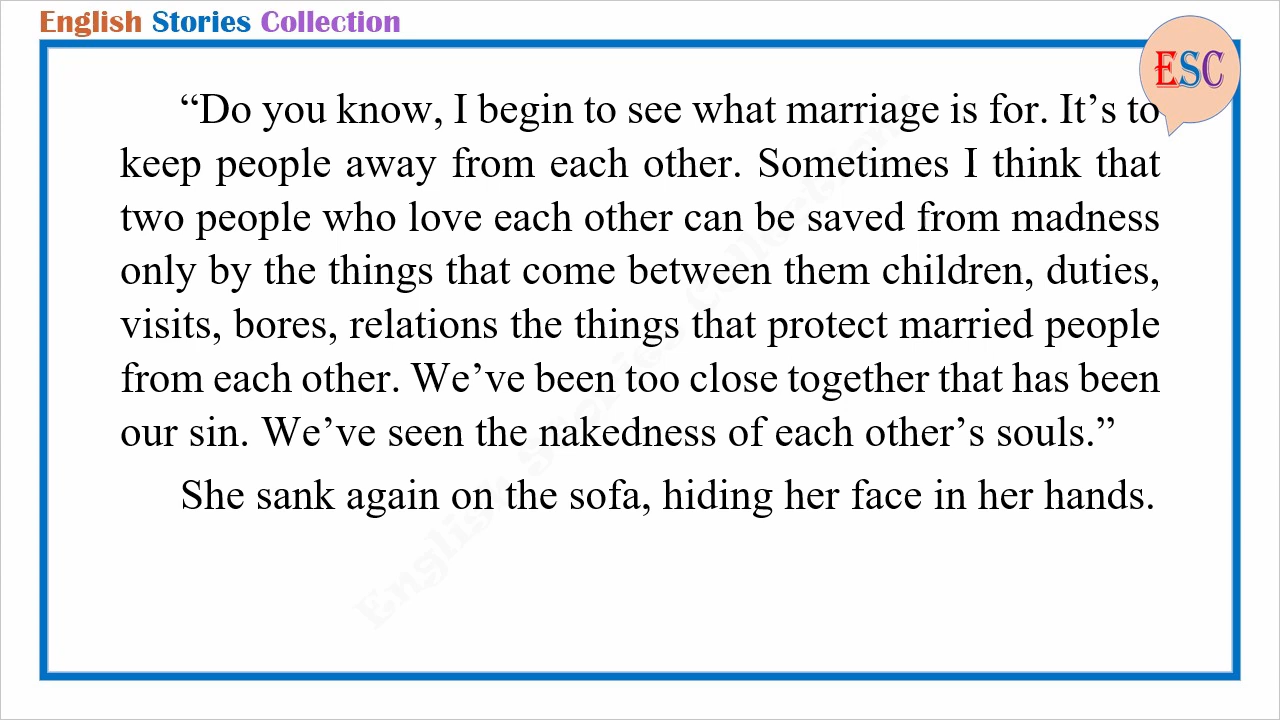 English Stories Collection
ESC
“Do you know, I begin to see what marriage is for. It’s to
keep people away from each other. Sometimes I think that
two people who love each other can be saved from madness
only by the things that come between them children, duties,
visits, bores, relations the things that protect married people
from each other. We’ve been too close together that has been
our sin. We’ve seen the nakedness of each other’s souls.”
She sank again on the sofa, hiding her face in her hands.
English Stories Collection